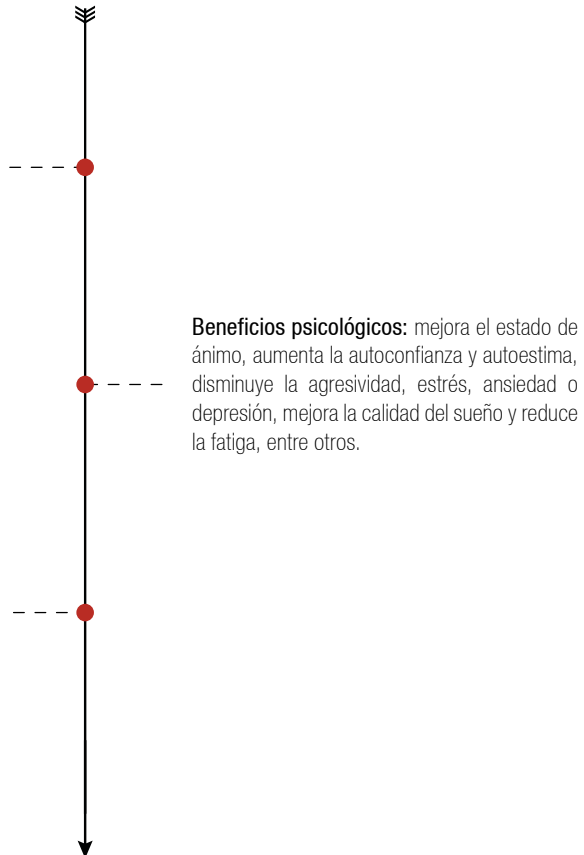 Beneficios psicológicos: mejora el estado de
ánimo, aumenta la autoconfianza y autoestima,
disminuye la agresividad, estrés, ansiedad o
depresión, mejora la calidad del sueño y reduce
la fatiga, entre otros.